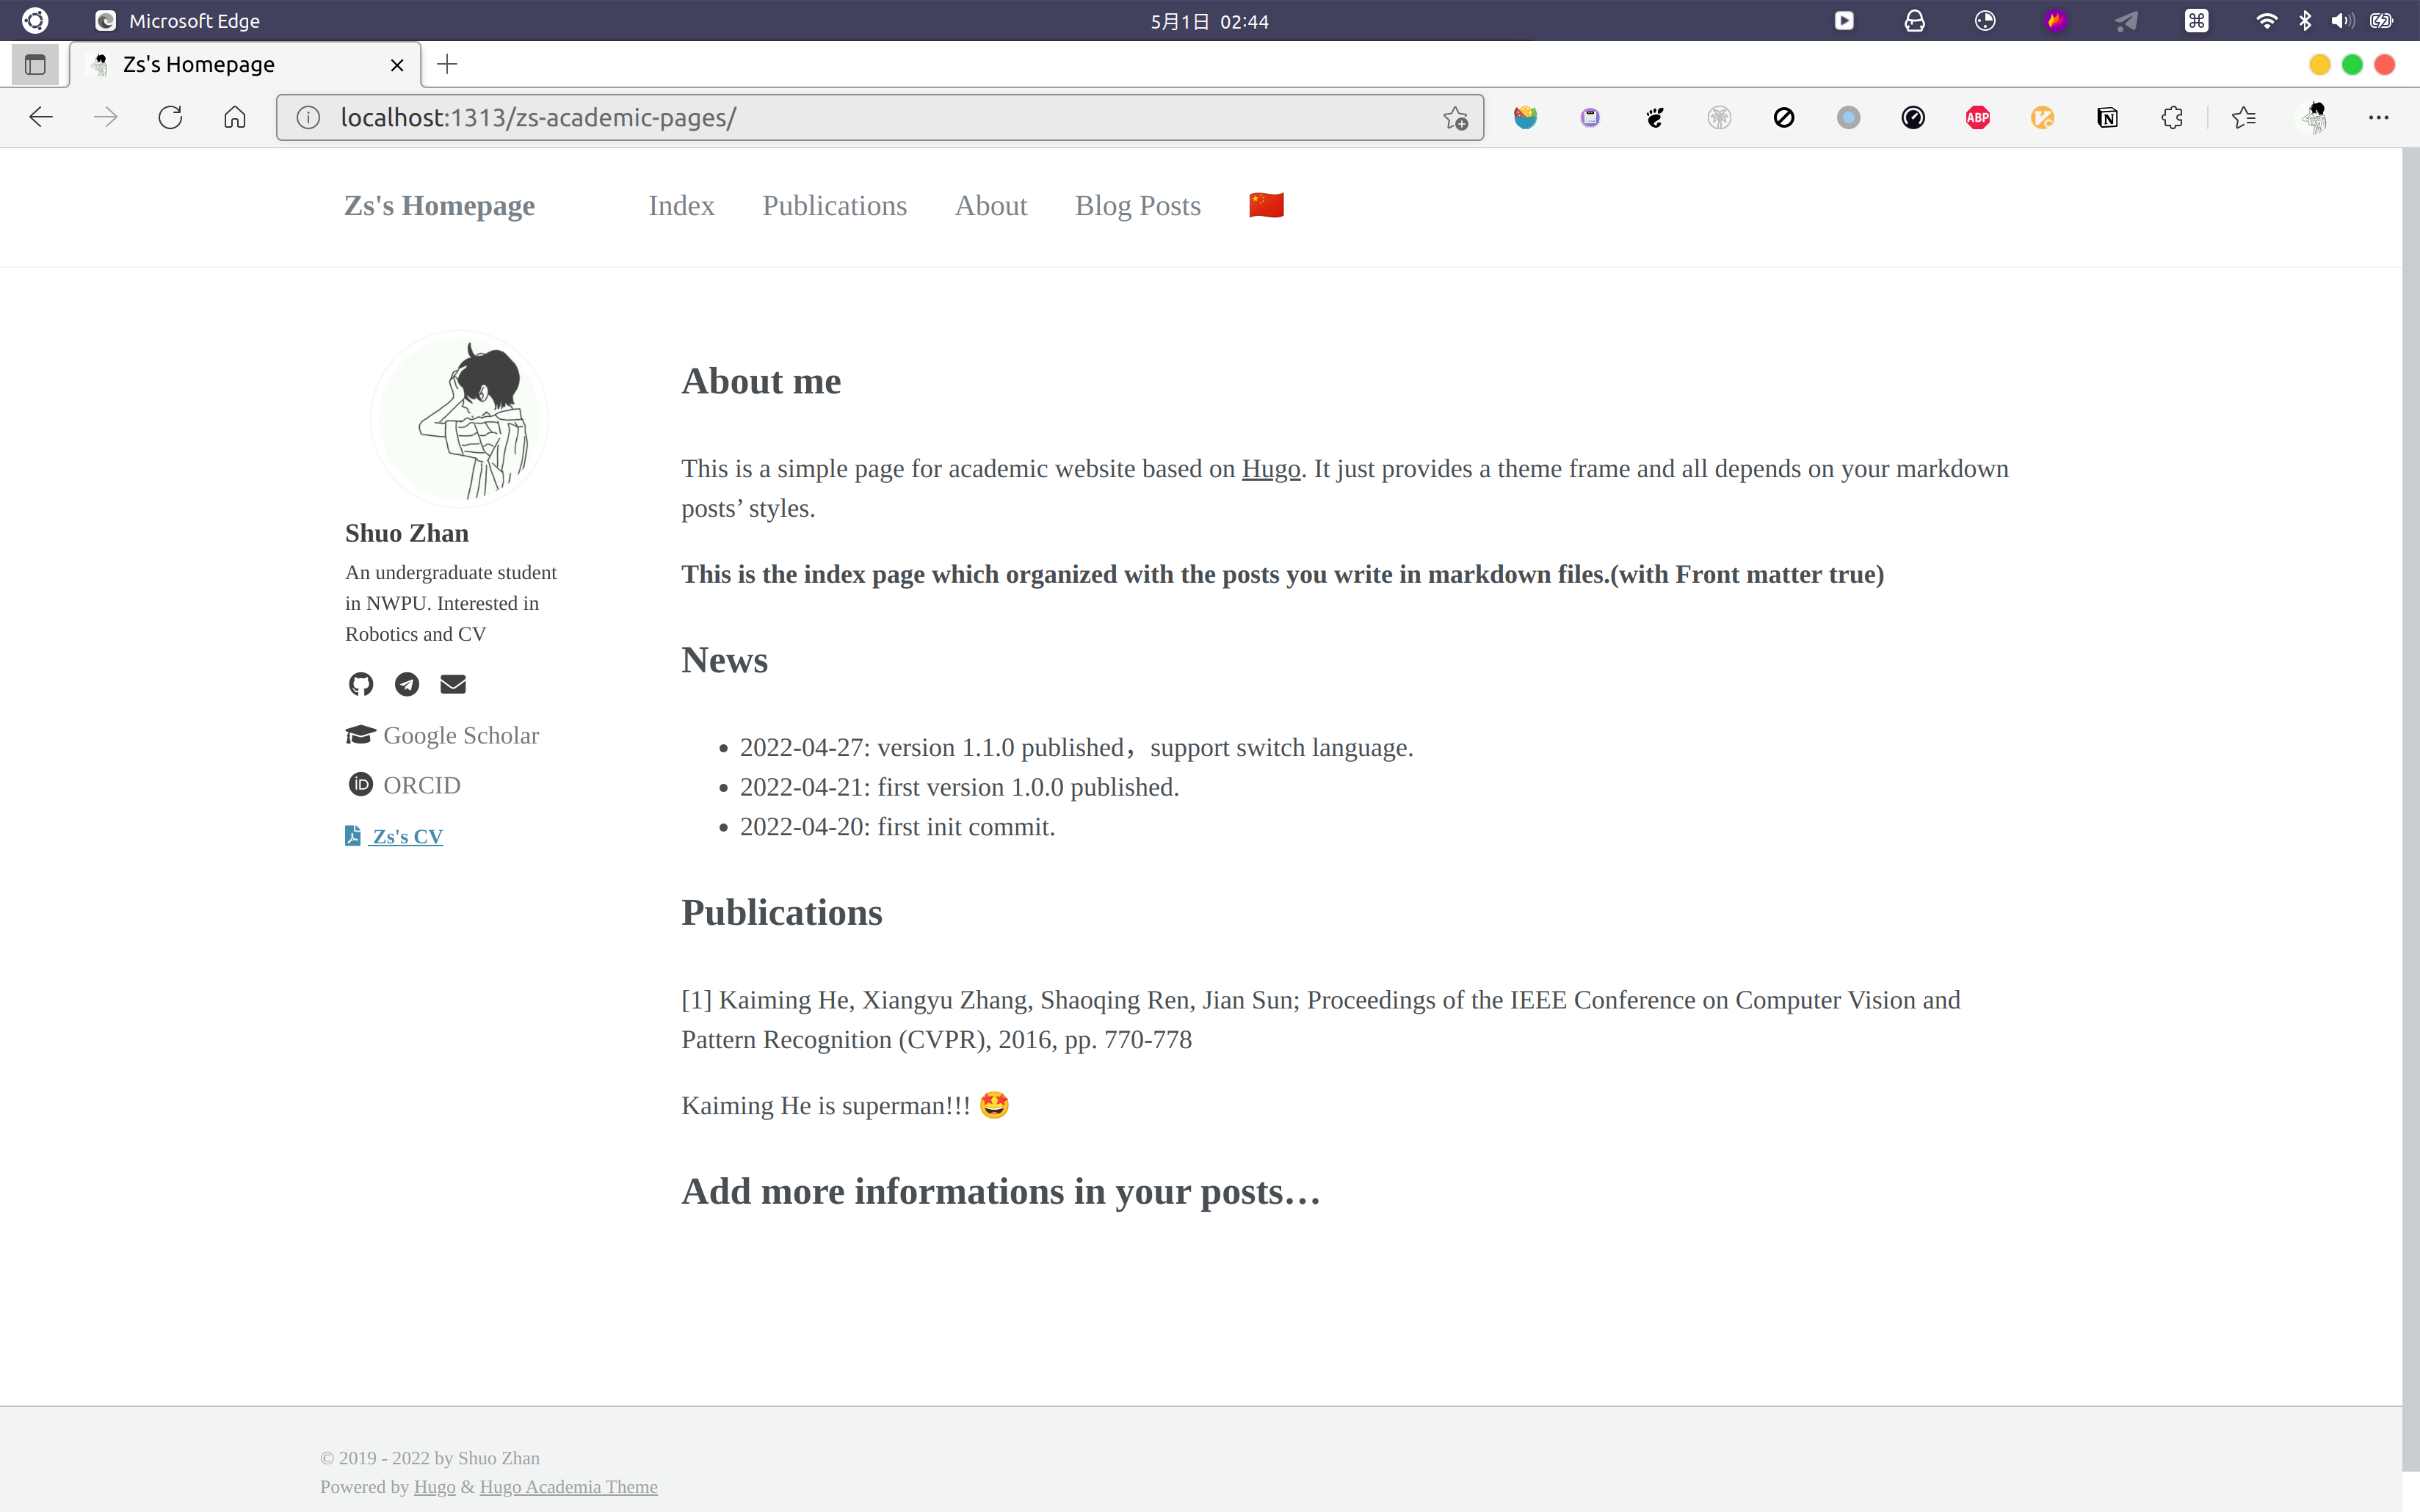 Microsoft Edge
5月1日 02:44
Zs's Homepage
localhost:1313/zs-academic-pages/
ABP
Zs's Homepage
Index
Publications
About
Blog Posts
About me
This is a simple page for academic website based on Hugo. It just provides a theme frame and all depends on your markdown
posts’ styles.
This is the index page which organized with the posts you write in markdown files.(with Front matter true)
Shuo Zhan
An undergraduate student
in NWPU. Interested in
Robotics and CV
Google Scholar
iD ORCID
Zs's CV
News
• 2022-04-27: version 1.1.0 published，support switch language.
• 2022-04-21: first version 1.0.0 published.
• 2022-04-20: first init commit.
Publications
[1] Kaiming He, Xiangyu Zhang, Shaoqing Ren, Jian Sun; Proceedings of the IEEE Conference on Computer Vision and
Pattern Recognition (CVPR), 2016, pp. 770-778
Kaiming He is superman!!! 🤩
Add more informations in your posts…
© 2019 - 2022 by Shuo Zhan
Powered by Hugo & Hugo Academia Theme